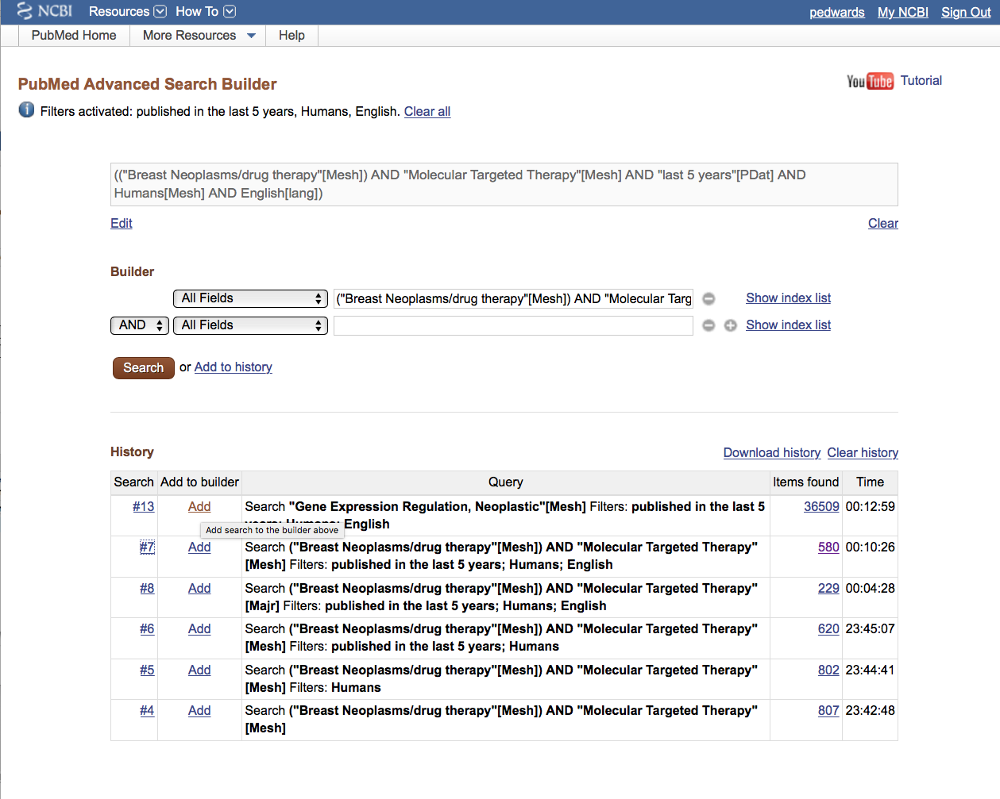 NCBI Resources How To pedwards My NCBI Sign Out
PubMed Home More Resources Help
PubMed Advanced Search Builder
You Tube Tutorial
Filters activated: published in the last 5 years, Humans, English. Clear all
(("Breast Neoplasms/drug therapy"[Mesh]) AND "Molecular Targeted Therapy"[Mesh] AND "last 5 years"[PDat] AND
Humans[Mesh] AND English[lang])
Edit Clear
Builder
All Fields ("Breast Neoplasms/drug therapy"[Mesh]) AND "Molecular Targ Show index list
AND All Fields Show index list
Search or Add to history
History Download history Clear history
Search Add to builder Query Items found Time
#13 Add Search "Gene Expression Regulation, Neoplastic"[Mesh] Filters: published in the last 5 36509 00:12:59
years; Humans; English
Add search to the builder above
#7 Add Search ("Breast Neoplasms/drug therapy"[Mesh]) AND "Molecular Targeted Therapy" 580 00:10:26
[Mesh] Filters: published in the last 5 years; Humans; English
#8 Add Search ("Breast Neoplasms/drug therapy"[Mesh]) AND "Molecular Targeted Therapy" 229 00:04:28
[Majr] Filters: published in the last 5 years; Humans; English
#6 Add Search ("Breast Neoplasms/drug therapy"[Mesh]) AND "Molecular Targeted Therapy" 620 23:45:07
[Mesh] Filters: published in the last 5 years; Humans
#5 Add Search ("Breast Neoplasms/drug therapy"[Mesh]) AND "Molecular Targeted Therapy" 802 23:44:41
[Mesh] Filters: Humans
#4 Add Search ("Breast Neoplasms/drug therapy"[Mesh]) AND "Molecular Targeted Therapy" 807 23:42:48
[Mesh]